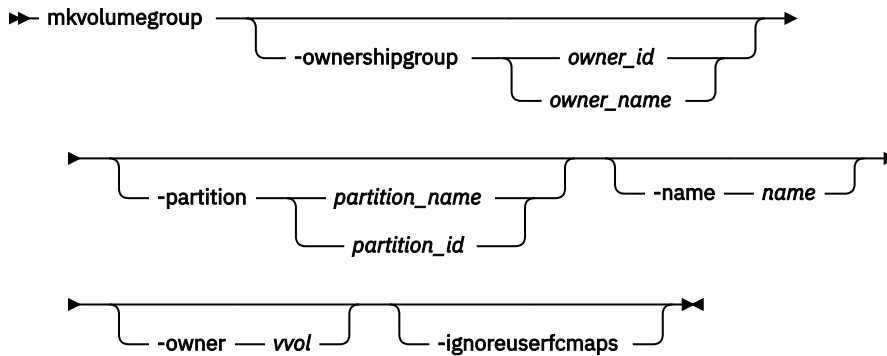 mkvolumegroup
-ownershipgroup owner_id
owner_name
-partition partition_name -name name
partition_id
-owner vvol -ignoreuserfcmaps